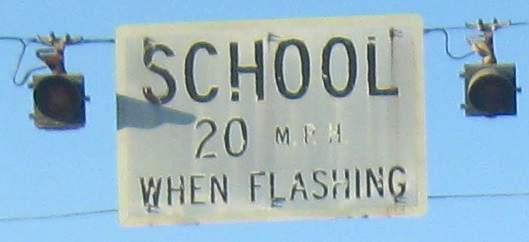 SCHOOL
20 M.P.H.
WHEN FLASHING